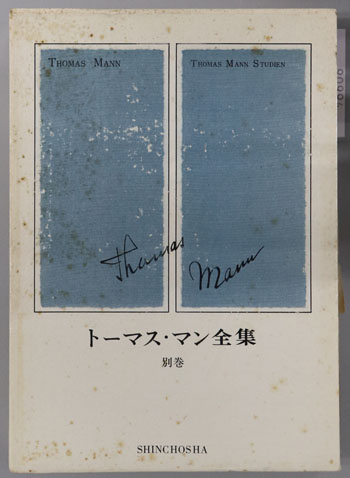 THOMAS MANN
THOMAS MANN STUDIEN
Thomas
Mann
トーマス・マン全集
別巻
SHINCHOSHA